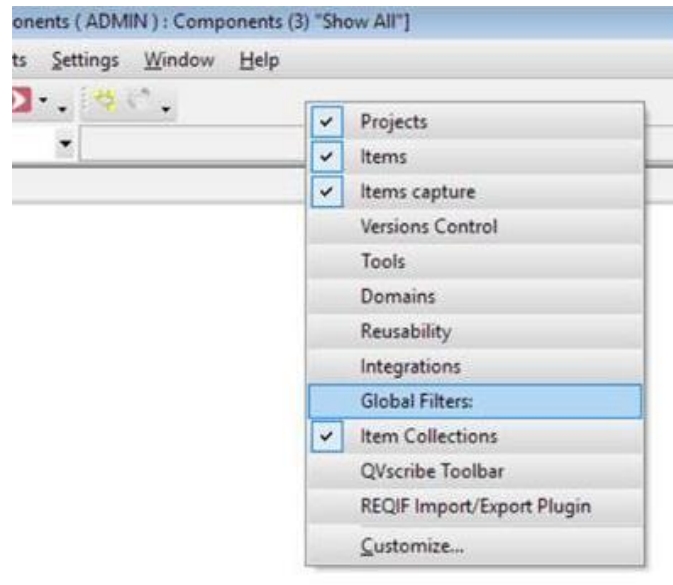 onents ( ADMIN ) : Components (3) "Show All"]
ts Settings Window Help
Projects
Items
Items capture
Versions Control
Tools
Domains
Reusability
Integrations
Global Filters:
Item Collections
QVscribe Toolbar
REQIF Import/Export Plugin
Customize...